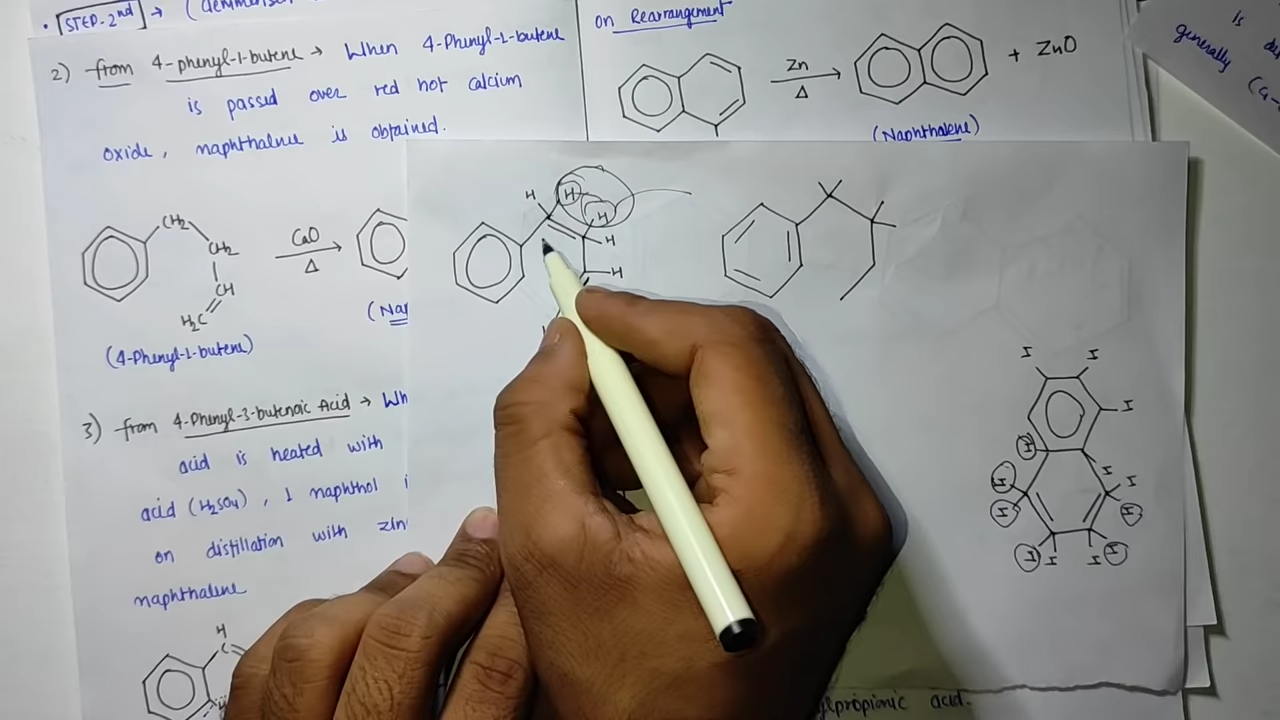 • STEP-2nd → (
2) from 4-phenyl-1-butene → When 4-Phenyl-1-butene
is passed over red hot calcium
oxide, naphthalene is obtained.
CH2
CH2
CH
H2C
CaO
Δ
(4-Phenyl-1-butene)
(Nap
3) from 4-Phenyl-3-butenoic Acid → Wh
acid is heated with
acid (H2SO4), 1 naphthol i
on distillation with zin
naphthalene
H
C
on Rearrangement
Zn
Δ
+ ZnO
(Naphthalene)
H H
H
H
H
I I
I
I
I I
I I
I I
I I I I
is
generally
ylpropionic acid.